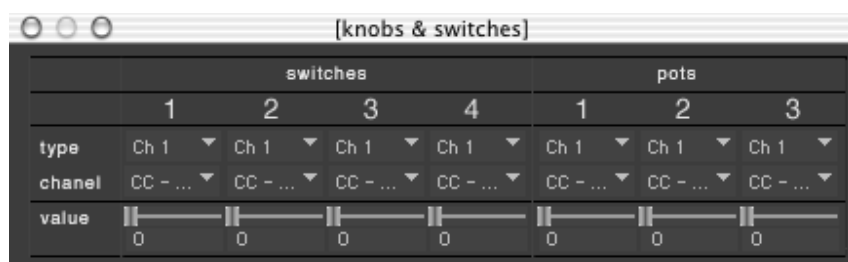 [knobs & switches]
switches pots
1 2 3 4 1 2 3
type Ch 1 Ch 1 Ch 1 Ch 1 Ch 1 Ch 1 Ch 1
chanel CC - ... CC - ... CC - ... CC - ... CC - ... CC - ... CC - ...
value
0 0 0 0 0 0 0